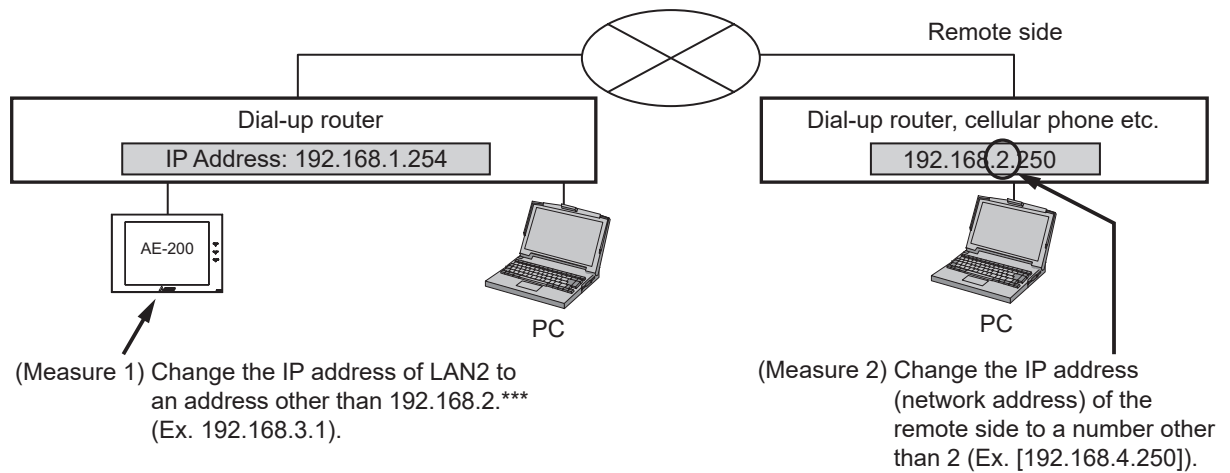 Remote side
Dial-up router
IP Address: 192.168.1.254
Dial-up router, cellular phone etc.
192.168.2.250
AE-200
PC
PC
(Measure 1) Change the IP address of LAN2 to
an address other than 192.168.2.***
(Ex. 192.168.3.1).
(Measure 2) Change the IP address
(network address) of the
remote side to a number other
than 2 (Ex. [192.168.4.250]).